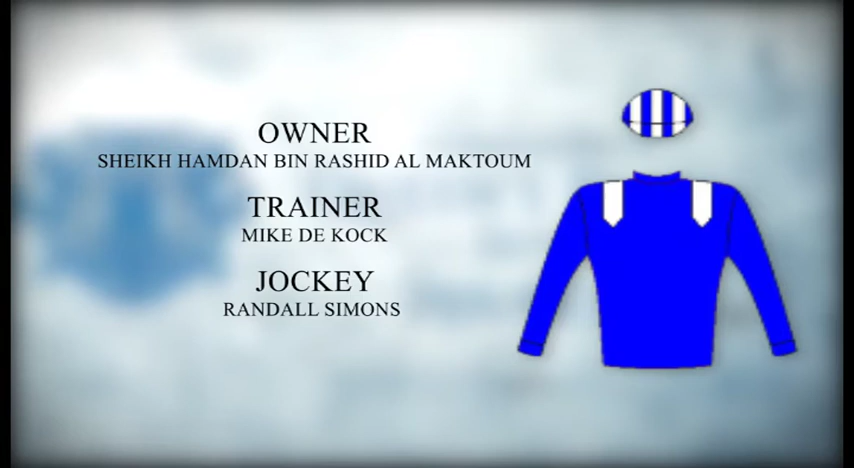 OWNER
SHEIKH HAMDAN BIN RASHID AL MAKTOUM
TRAINER
MIKE DE KOCK
JOCKEY
RANDALL SIMONS